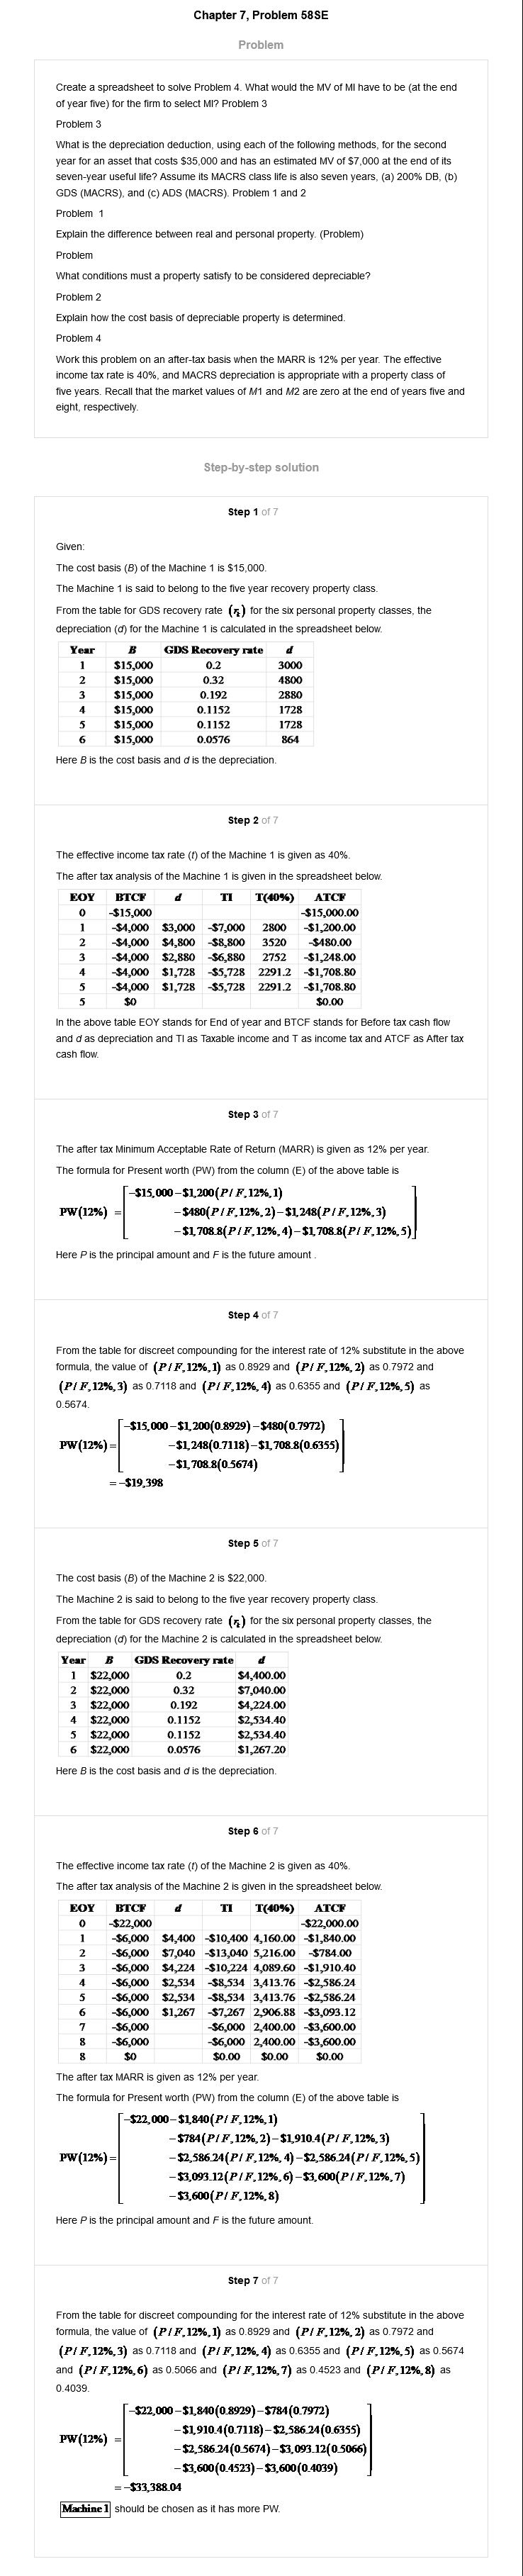 Chapter 7, Problem 58SE
Problem
Create a spreadsheet to solve Problem 4. What would the MV of MI have to be (at the end
of year five) for the firm to select MI? Problem 3
Problem 3
What is the depreciation deduction, using each of the following methods, for the second
year for an asset that costs $35,000 and has an estimated MV of $7,000 at the end of its
seven-year useful life? Assume its MACRS class life is also seven years, (a) 200% DB, (b)
GDS (MACRS), and (c) ADS (MACRS). Problem 1 and 2
Problem 1
Explain the difference between real and personal property. (Problem)
Problem
What conditions must a property satisfy to be considered depreciable?
Problem 2
Explain how the cost basis of depreciable property is determined.
Problem 4
Work this problem on an after-tax basis when the MARR is 12% per year. The effective
income tax rate is 40%, and MACRS depreciation is appropriate with a property class of
five years. Recall that the market values of M1 and M2 are zero at the end of years five and
eight, respectively.
Step-by-step solution
Step 1 of 7
Given:
The cost basis (B) of the Machine 1 is $15,000.
The Machine 1 is said to belong to the five year recovery property class.
From the table for GDS recovery rate (rₖ) for the six personal property classes, the
depreciation (d) for the Machine 1 is calculated in the spreadsheet below.
Year B GDS Recovery rate d
1 $15,000 0.2 3000
2 $15,000 0.32 4800
3 $15,000 0.192 2880
4 $15,000 0.1152 1728
5 $15,000 0.1152 1728
6 $15,000 0.0576 864
Here B is the cost basis and d is the depreciation.
Step 2 of 7
The effective income tax rate (t) of the Machine 1 is given as 40%.
The after tax analysis of the Machine 1 is given in the spreadsheet below.
EOY BTCF d TI T(40%) ATCF
0 -$15,000 -$15,000.00
1 -$4,000 $3,000 -$7,000 2800 -$1,200.00
2 -$4,000 $4,800 -$8,800 3520 -$480.00
3 -$4,000 $2,880 -$6,880 2752 -$1,248.00
4 -$4,000 $1,728 -$5,728 2291.2 -$1,708.80
5 -$4,000 $1,728 -$5,728 2291.2 -$1,708.80
5 $0 $0.00
In the above table EOY stands for End of year and BTCF stands for Before tax cash flow
and d as depreciation and TI as Taxable income and T as income tax and ATCF as After tax
cash flow.
Step 3 of 7
The after tax Minimum Acceptable Rate of Return (MARR) is given as 12% per year.
The formula for Present worth (PW) from the column (E) of the above table is
-$15,000-$1,200(P/F,12%,1)
PW(12%) = -$480(P/F,12%,2)-$1,248(P/F,12%,3)
-$1,708.8(P/F,12%,4)-$1,708.8(P/F,12%,5)
Here P is the principal amount and F is the future amount .
Step 4 of 7
From the table for discreet compounding for the interest rate of 12% substitute in the above
formula, the value of (P/F,12%,1) as 0.8929 and (P/F,12%,2) as 0.7972 and
(P/F,12%,3) as 0.7118 and (P/F,12%,4) as 0.6355 and (P/F,12%,5) as
0.5674.
-$15,000-$1,200(0.8929)-$480(0.7972)
PW(12%)= -$1,248(0.7118)-$1,708.8(0.6355)
-$1,708.8(0.5674)
=-$19,398
Step 5 of 7
The cost basis (B) of the Machine 2 is $22,000.
The Machine 2 is said to belong to the five year recovery property class.
From the table for GDS recovery rate (rₖ) for the six personal property classes, the
depreciation (d) for the Machine 2 is calculated in the spreadsheet below.
Year B GDS Recovery rate d
1 $22,000 0.2 $4,400.00
2 $22,000 0.32 $7,040.00
3 $22,000 0.192 $4,224.00
4 $22,000 0.1152 $2,534.40
5 $22,000 0.1152 $2,534.40
6 $22,000 0.0576 $1,267.20
Here B is the cost basis and d is the depreciation.
Step 6 of 7
The effective income tax rate (t) of the Machine 2 is given as 40%.
The after tax analysis of the Machine 2 is given in the spreadsheet below.
EOY BTCF d TI T(40%) ATCF
0 -$22,000 -$22,000.00
1 -$6,000 $4,400 -$10,400 4,160.00 -$1,840.00
2 -$6,000 $7,040 -$13,040 5,216.00 -$784.00
3 -$6,000 $4,224 -$10,224 4,089.60 -$1,910.40
4 -$6,000 $2,534 -$8,534 3,413.76 -$2,586.24
5 -$6,000 $2,534 -$8,534 3,413.76 -$2,586.24
6 -$6,000 $1,267 -$7,267 2,906.88 -$3,093.12
7 -$6,000 -$6,000 2,400.00 -$3,600.00
8 -$6,000 -$6,000 2,400.00 -$3,600.00
8 $0 $0.00 $0.00 $0.00
The after tax MARR is given as 12% per year.
The formula for Present worth (PW) from the column (E) of the above table is
-$22,000-$1,840(P/F,12%,1)
-$784(P/F,12%,2)-$1,910.4(P/F,12%,3)
PW(12%)= -$2,586.24(P/F,12%,4)-$2,586.24(P/F,12%,5)
-$3,093.12(P/F,12%,6)-$3,600(P/F,12%,7)
-$3,600(P/F,12%,8)
Here P is the principal amount and F is the future amount.
Step 7 of 7
From the table for discreet compounding for the interest rate of 12% substitute in the above
formula, the value of (P/F,12%,1) as 0.8929 and (P/F,12%,2) as 0.7972 and
(P/F,12%,3) as 0.7118 and (P/F,12%,4) as 0.6355 and (P/F,12%,5) as 0.5674
and (P/F,12%,6) as 0.5066 and (P/F,12%,7) as 0.4523 and (P/F,12%,8) as
0.4039.
-$22,000-$1,840(0.8929)-$784(0.7972)
-$1,910.4(0.7118)-$2,586.24(0.6355)
PW(12%) = -$2,586.24(0.5674)-$3,093.12(0.5066)
-$3,600(0.4523)-$3,600(0.4039)
=-$33,388.04
Machine 1 should be chosen as it has more PW.